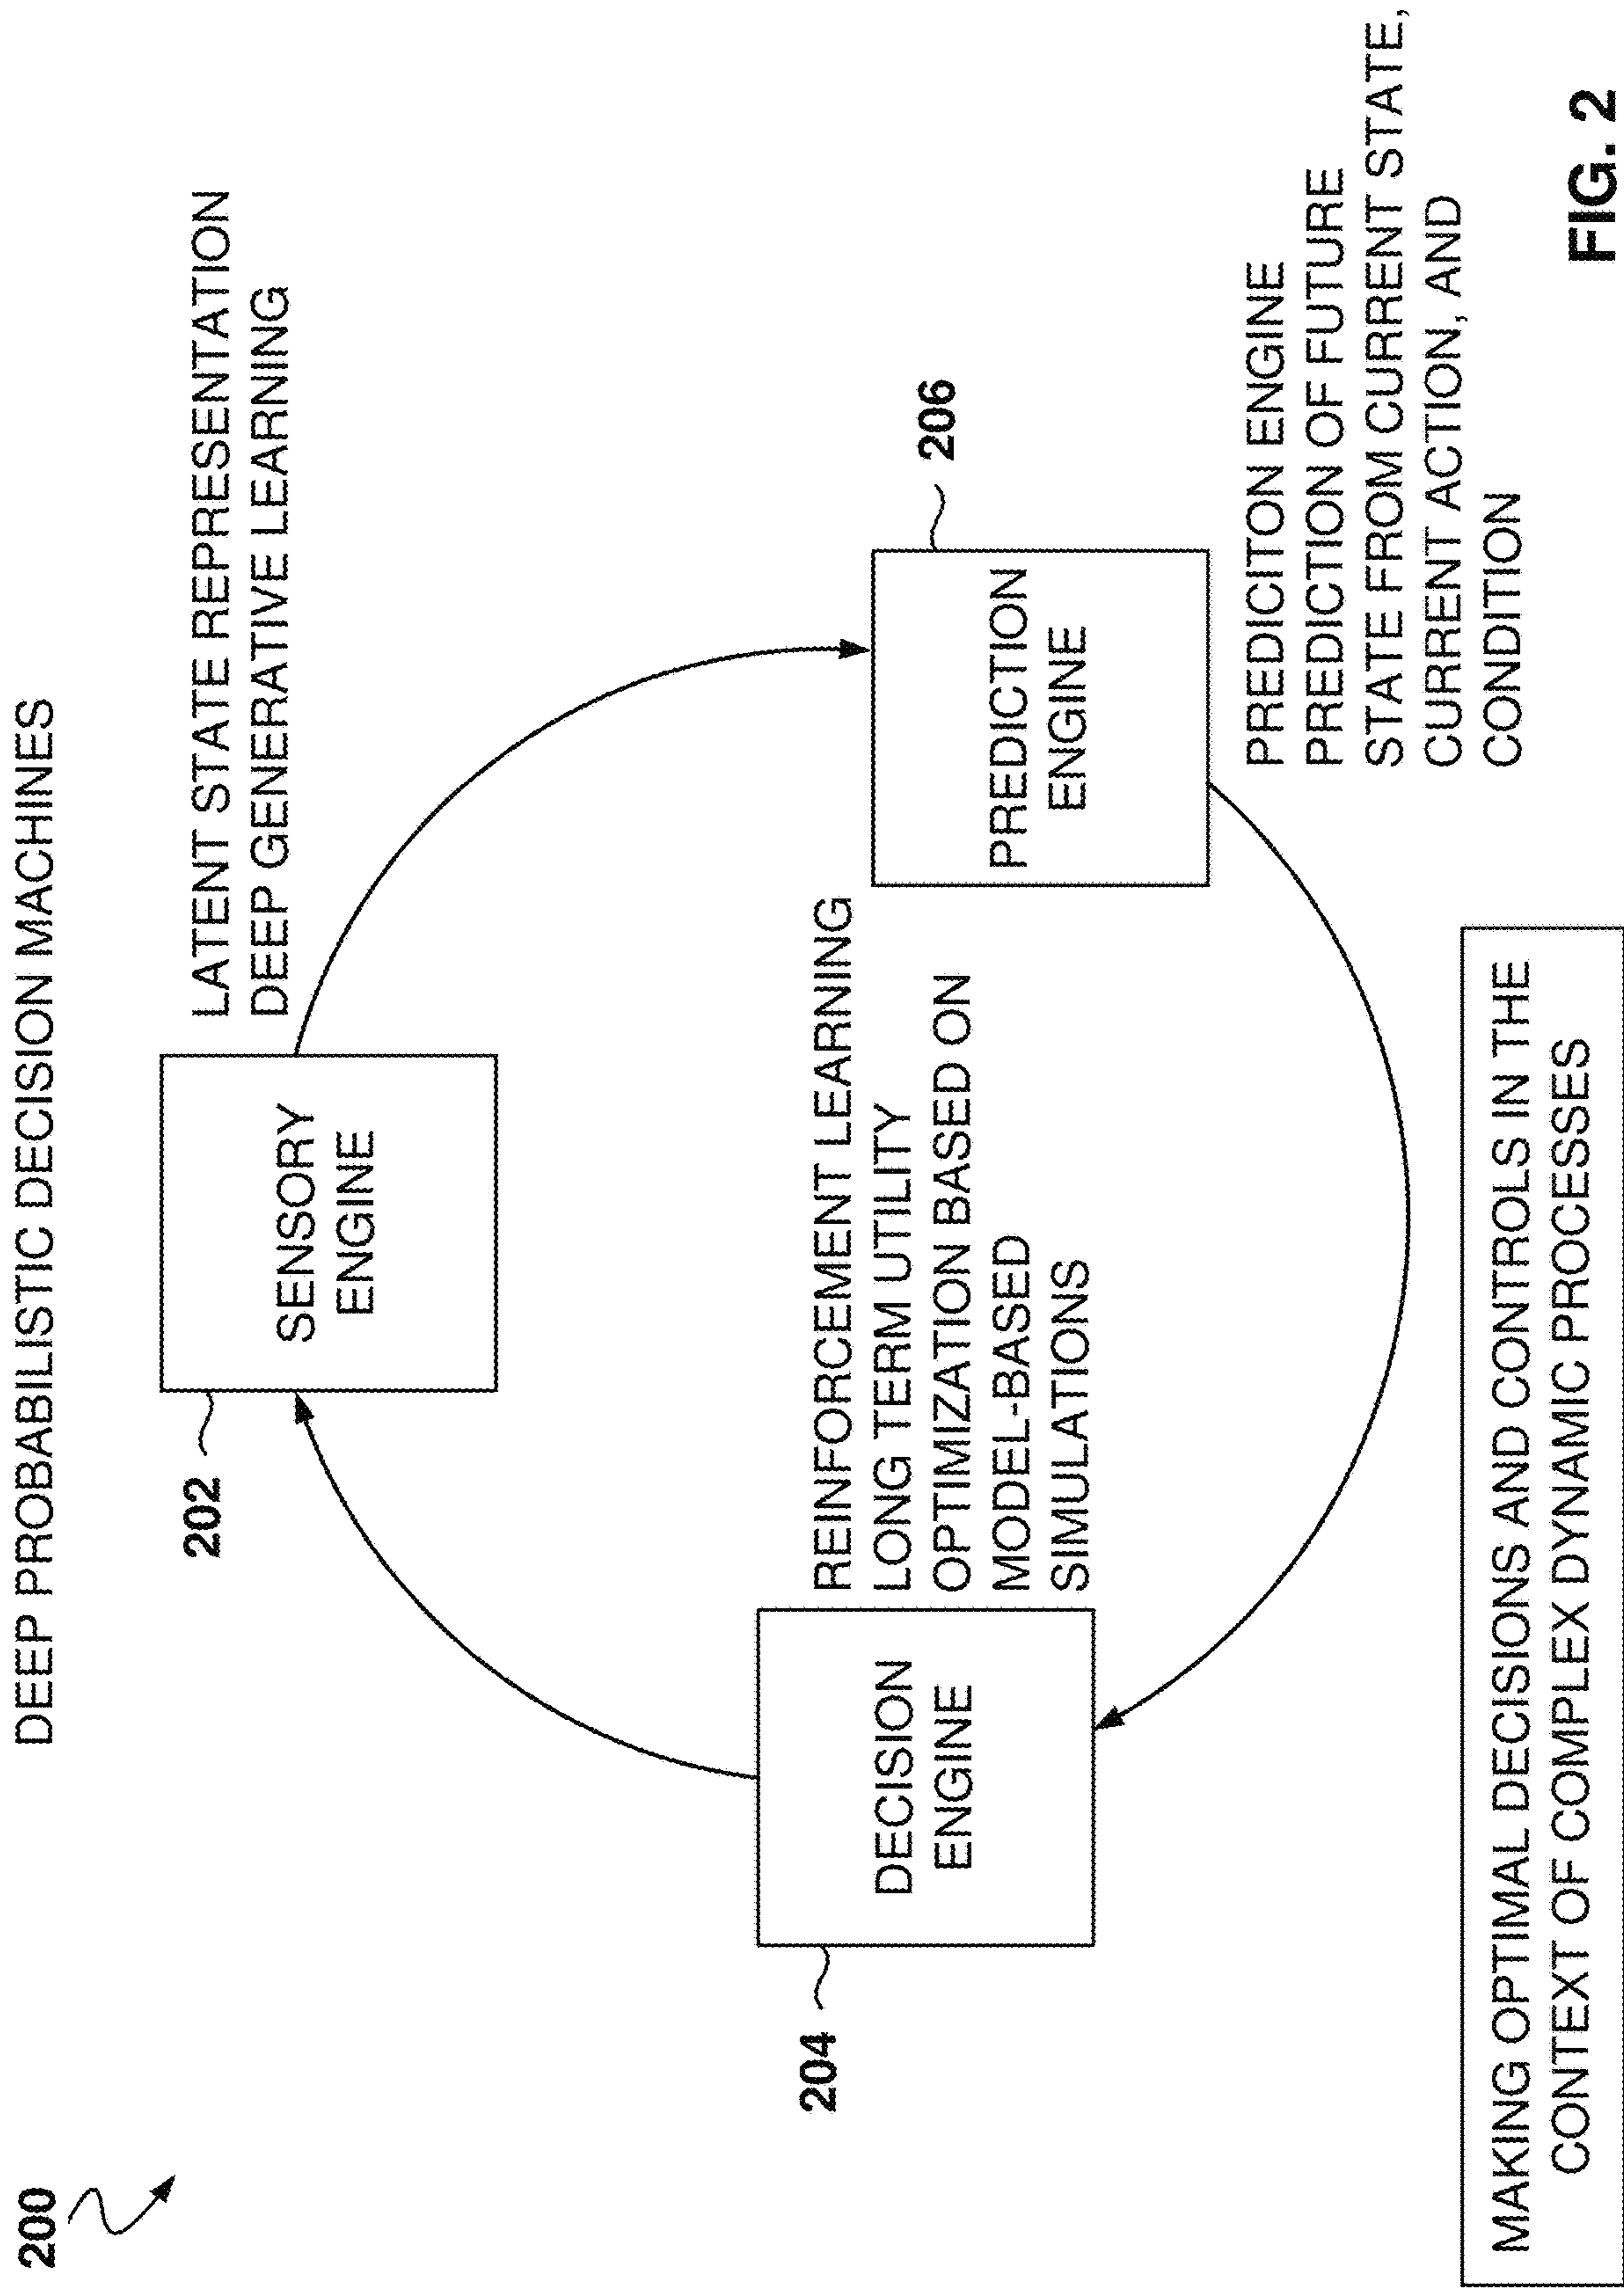 200
DEEP PROBABILISTIC DECISION MACHINES
LATENT STATE REPRESENTATION
DEEP GENERATIVE LEARNING
202
SENSORY
ENGINE
204
DECISION
ENGINE
REINFORCEMENT LEARNING
LONG TERM UTILITY
OPTIMIZATION BASED ON
MODEL-BASED
SIMULATIONS
206
PREDICTION
ENGINE
PREDICITON ENGINE
PREDICTION OF FUTURE
STATE FROM CURRENT STATE,
CURRENT ACTION, AND
CONDITION
MAKING OPTIMAL DECISIONS AND CONTROLS IN THE
CONTEXT OF COMPLEX DYNAMIC PROCESSES
FIG. 2